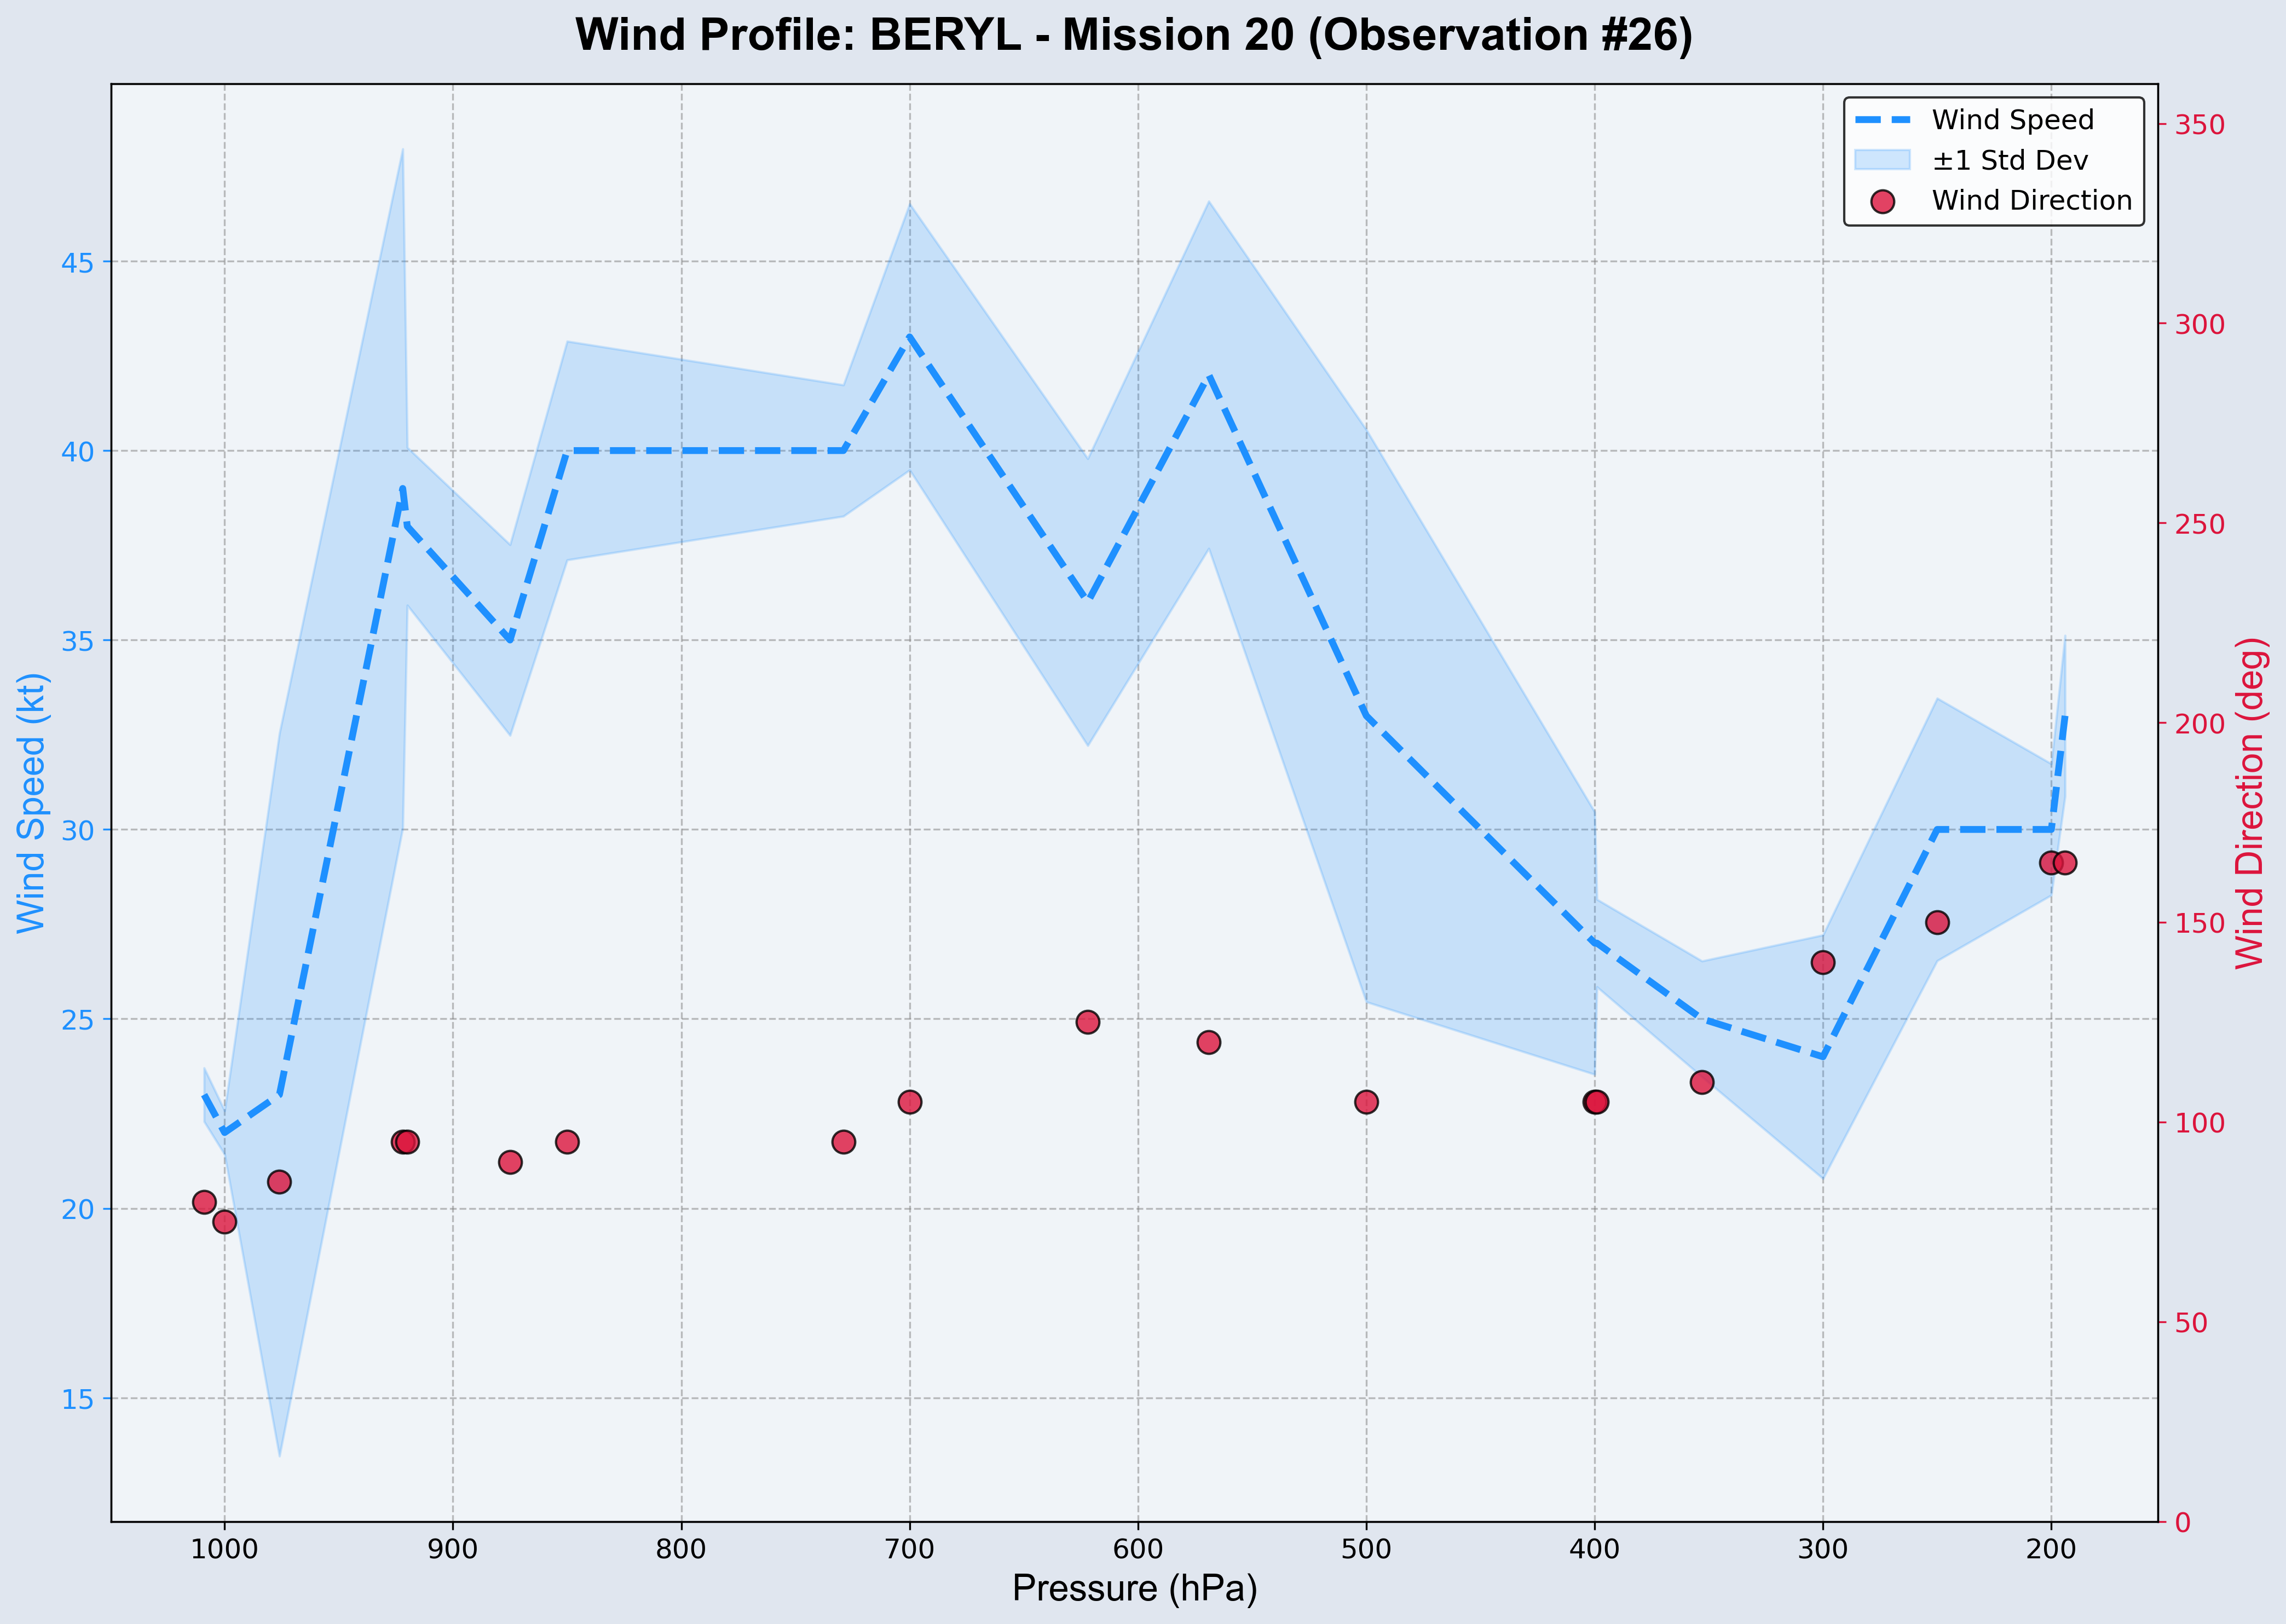 Wind Profile: BERYL - Mission 20 (Observation #26)
Wind Speed
±1 Std Dev
Wind Direction
Wind Speed (kt)
45
40
35
30
25
20
15
350
300
250
200
150
100
50
0
Wind Direction (deg)
1000 900 800 700 600 500 400 300 200
Pressure (hPa)